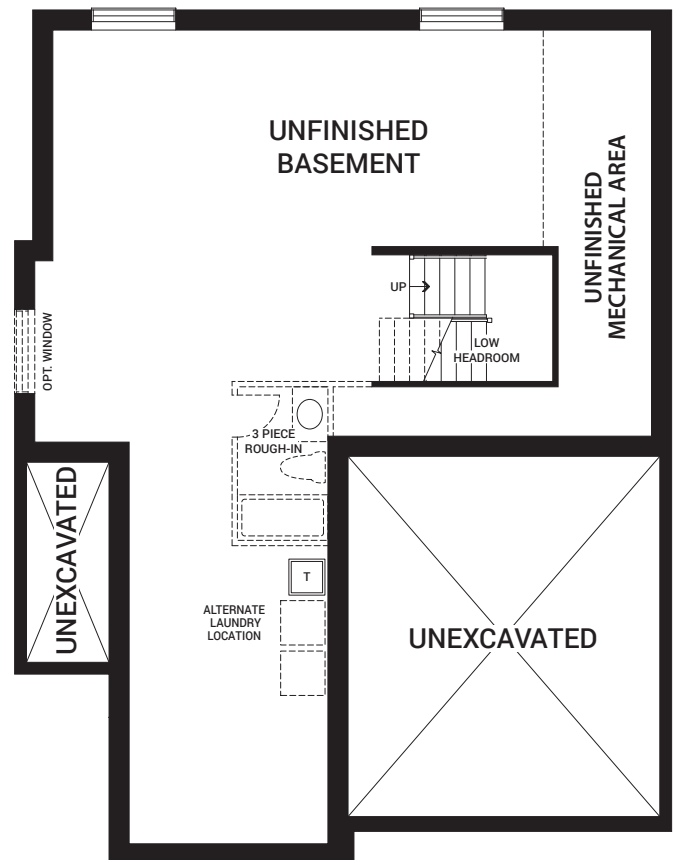 UNFINISHED
BASEMENT
UNFINISHED
MECHANICAL AREA
UP
LOW
HEADROOM
OPT. WINDOW
3 PIECE
ROUGH-IN
UNEXCAVATED
T
ALTERNATE
LAUNDRY
LOCATION
UNEXCAVATED